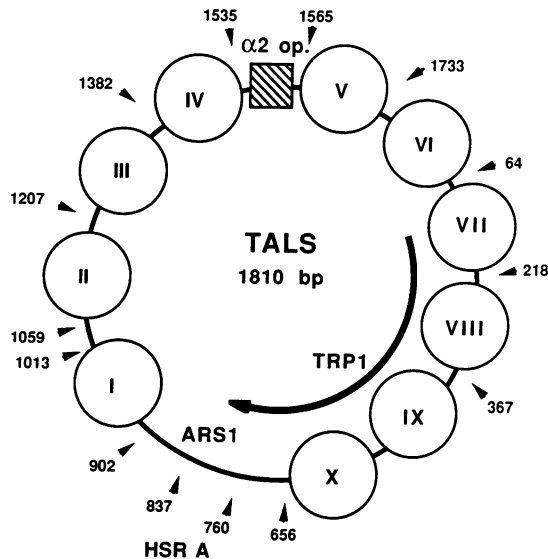 1535
1565
α2 op.
1382
IV
V
1733
III
VI
64
1207
VII
TALS
1810 bp
II
218
VIII
1059
1013
TRP1
I
367
IX
ARS1
902
X
837
760
656
HSR A